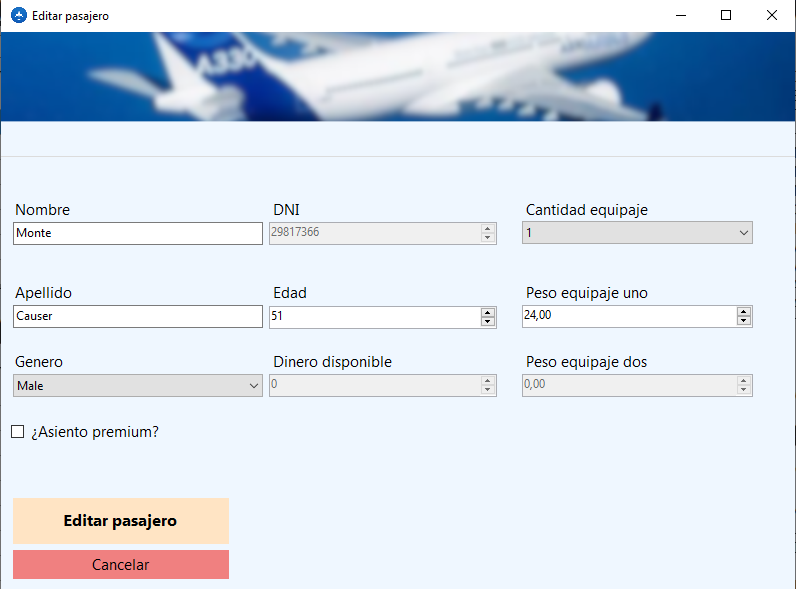 Editar pasajero
A330
Nombre
DNI
Cantidad equipaje
Monte
29817366
1
Apellido
Edad
Peso equipaje uno
Causer
51
24,00
Genero
Dinero disponible
Peso equipaje dos
Male
0
0,00
¿Asiento premium?
Editar pasajero
Cancelar